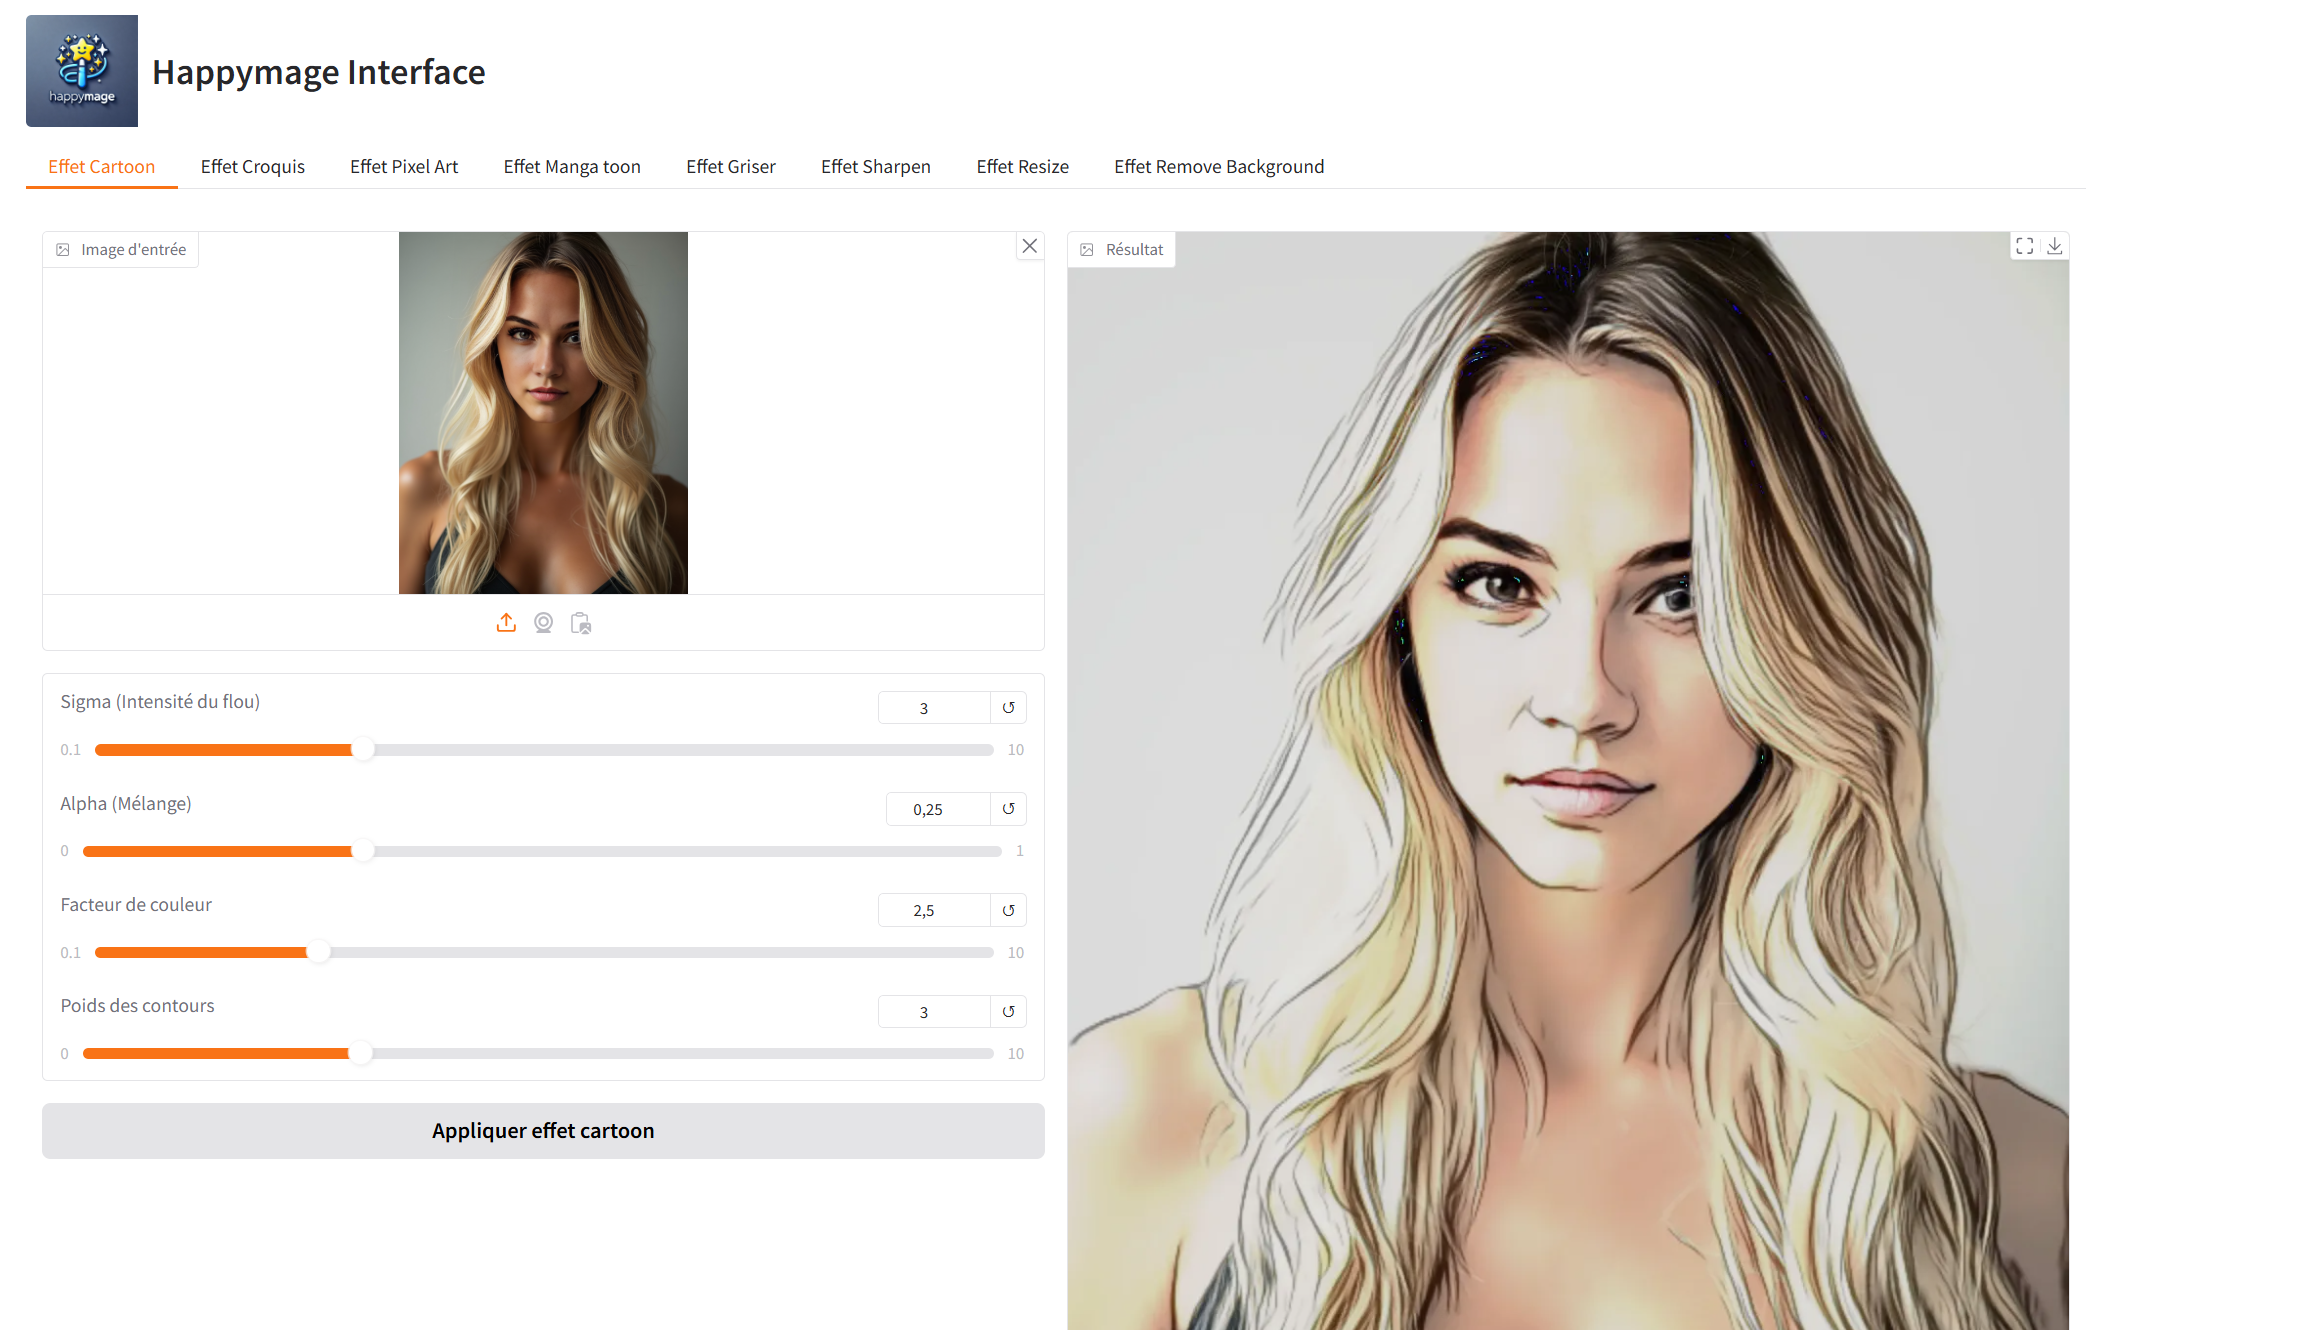 happymage
Happymage Interface
Effet Cartoon Effet Croquis Effet Pixel Art Effet Manga toon Effet Griser Effet Sharpen Effet Resize Effet Remove Background
Image d'entrée
Résultat
Sigma (Intensité du flou) 3
0.1 10
Alpha (Mélange) 0,25
0 1
Facteur de couleur 2,5
0.1 10
Poids des contours 3
0 10
Appliquer effet cartoon